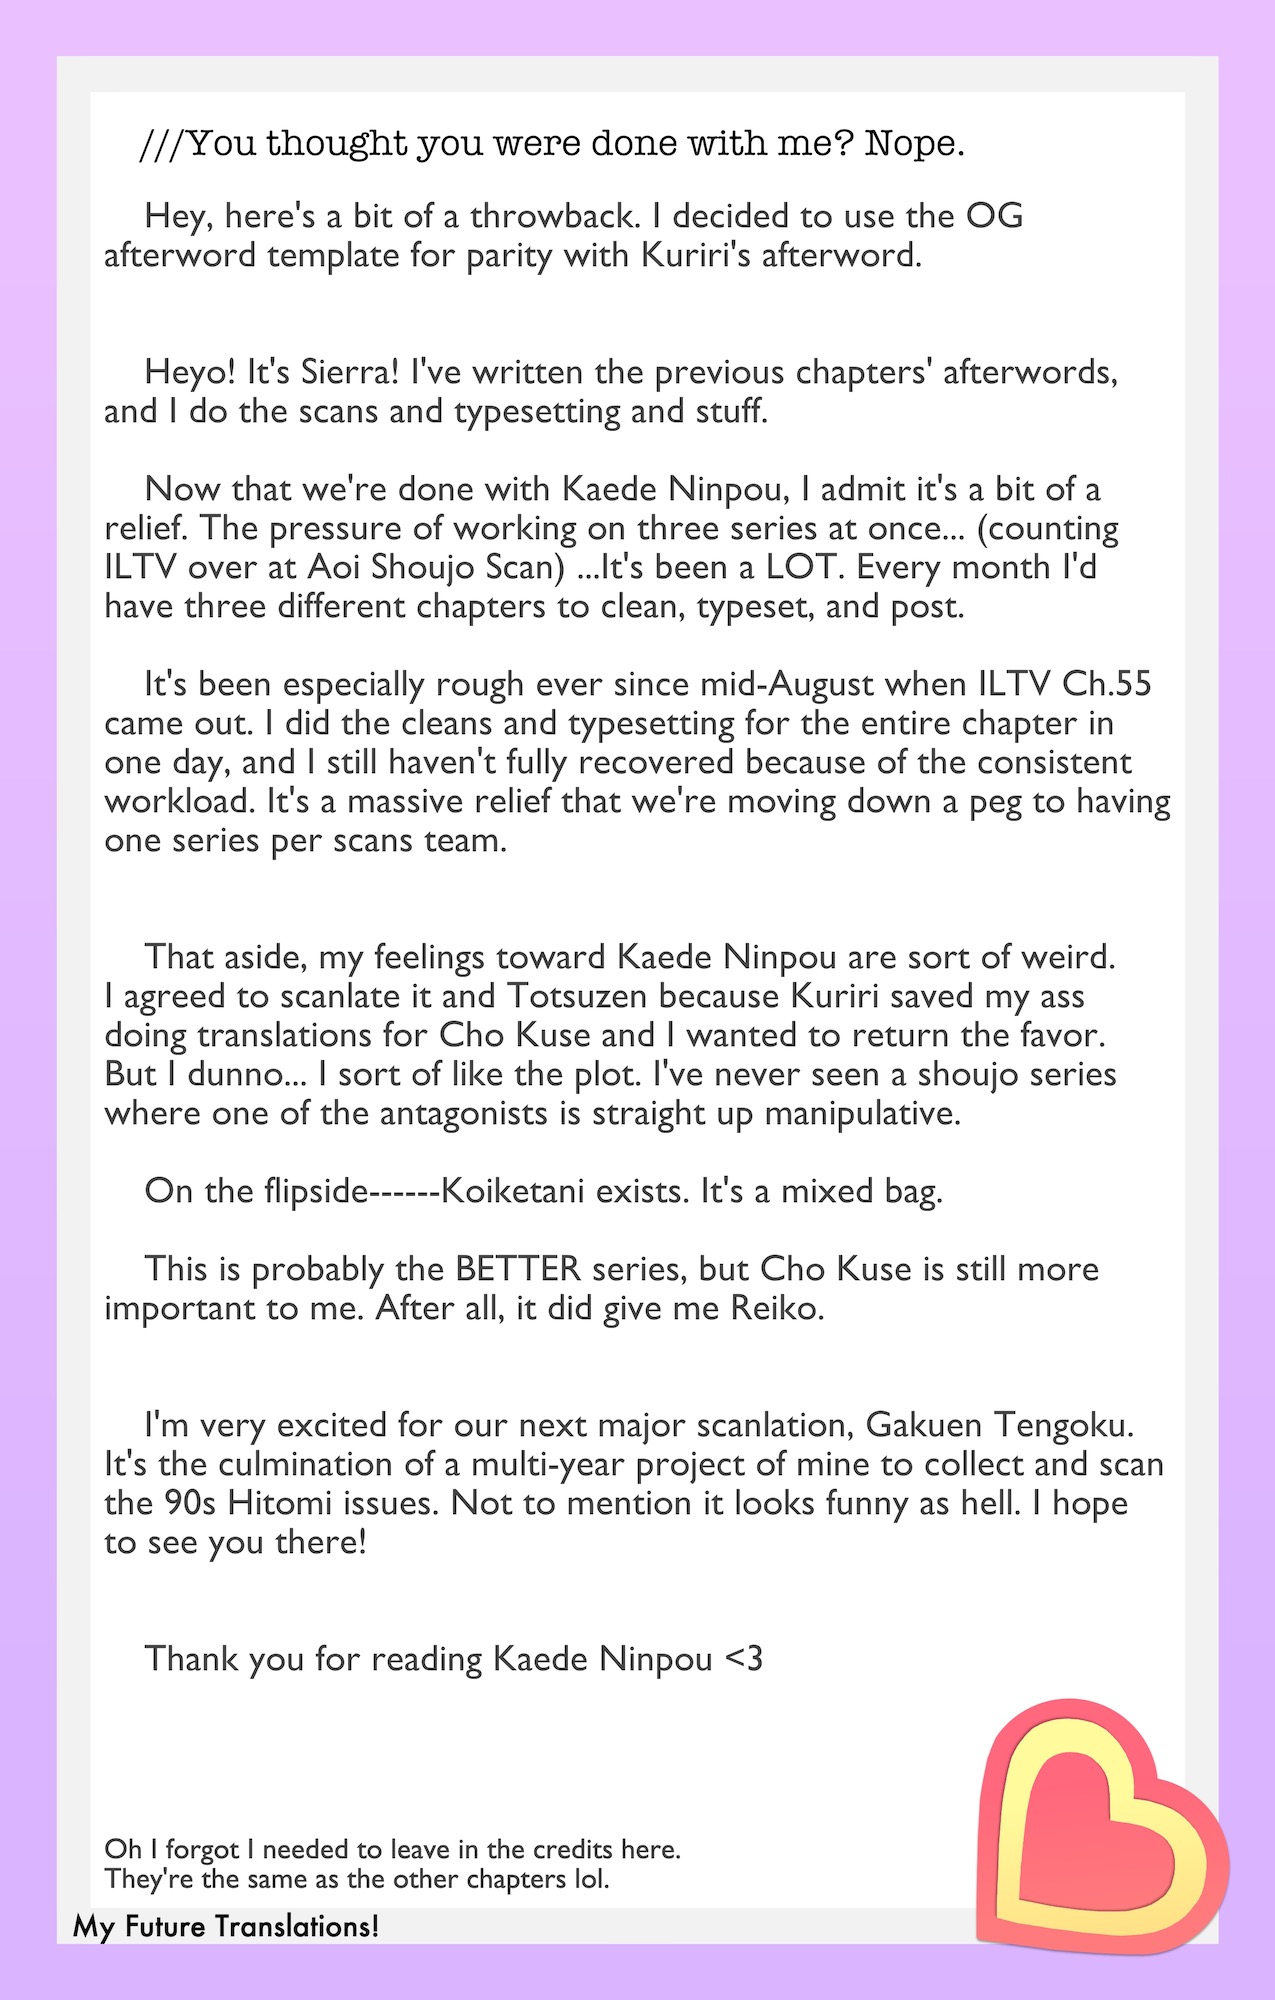 ///You thought you were done with me? Nope.
Hey, here's a bit of a throwback. I decided to use the OG
afterword template for parity with Kuriri's afterword.
Heyo! It's Sierra! I've written the previous chapters' afterwords,
and I do the scans and typesetting and stuff.
Now that we're done with Kaede Ninpou, I admit it's a bit of a
relief. The pressure of working on three series at once... (counting
ILTV over at Aoi Shoujo Scan) ...It's been a LOT. Every month I'd
have three different chapters to clean, typeset, and post.
It's been especially rough ever since mid-August when ILTV Ch.55
came out. I did the cleans and typesetting for the entire chapter in
one day, and I still haven't fully recovered because of the consistent
workload. It's a massive relief that we're moving down a peg to having
one series per scans team.
That aside, my feelings toward Kaede Ninpou are sort of weird.
I agreed to scanlate it and Totsuzen because Kuriri saved my ass
doing translations for Cho Kuse and I wanted to return the favor.
But I dunno... I sort of like the plot. I've never seen a shoujo series
where one of the antagonists is straight up manipulative.
On the flipside------Koiketani exists. It's a mixed bag.
This is probably the BETTER series, but Cho Kuse is still more
important to me. After all, it did give me Reiko.
I'm very excited for our next major scanlation, Gakuen Tengoku.
It's the culmination of a multi-year project of mine to collect and scan
the 90s Hitomi issues. Not to mention it looks funny as hell. I hope
to see you there!
Thank you for reading Kaede Ninpou <3
Oh I forgot I needed to leave in the credits here.
They're the same as the other chapters lol.
My Future Translations!